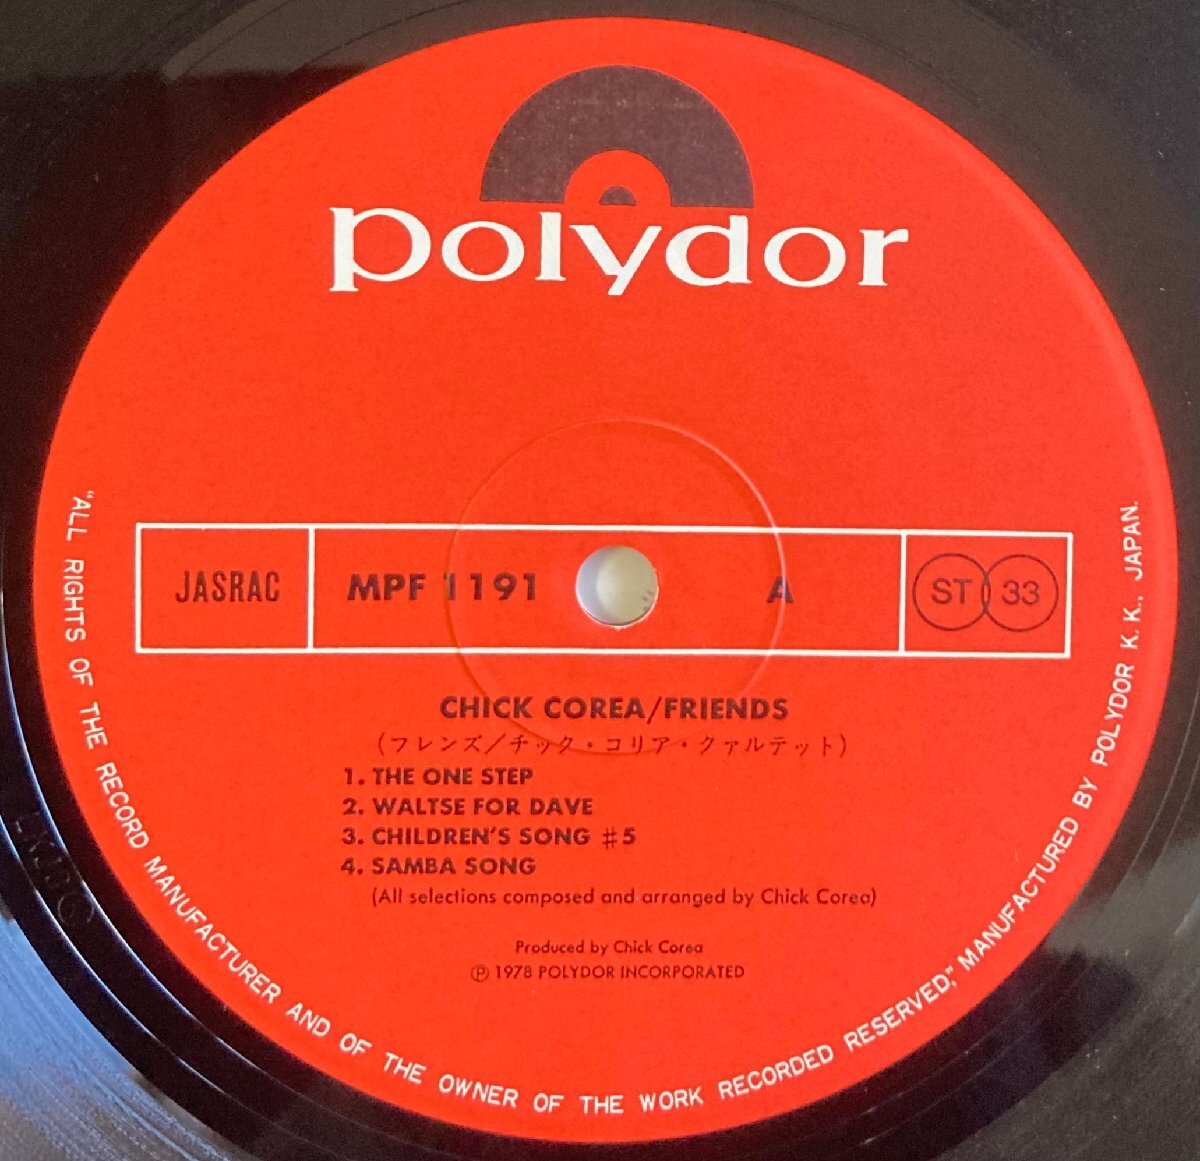 polydor
JASRAC
MPF 1191
A
ST 33
CHICK COREA/FRIENDS
(フレンズ/チック・コリア・クァルテット)
1. THE ONE STEP
2. WALTSE FOR DAVE
3. CHILDREN'S SONG #5
4. SAMBA SONG
(All selections composed and arranged by Chick Corea)
Produced by Chick Corea
Ⓟ 1978 POLYDOR INCORPORATED
"ALL RIGHTS OF THE RECORD MANUFACTURER AND OF THE OWNER OF THE WORK RECORDED RESERVED," MANUFACTURED BY POLYDOR K.K., JAPAN.